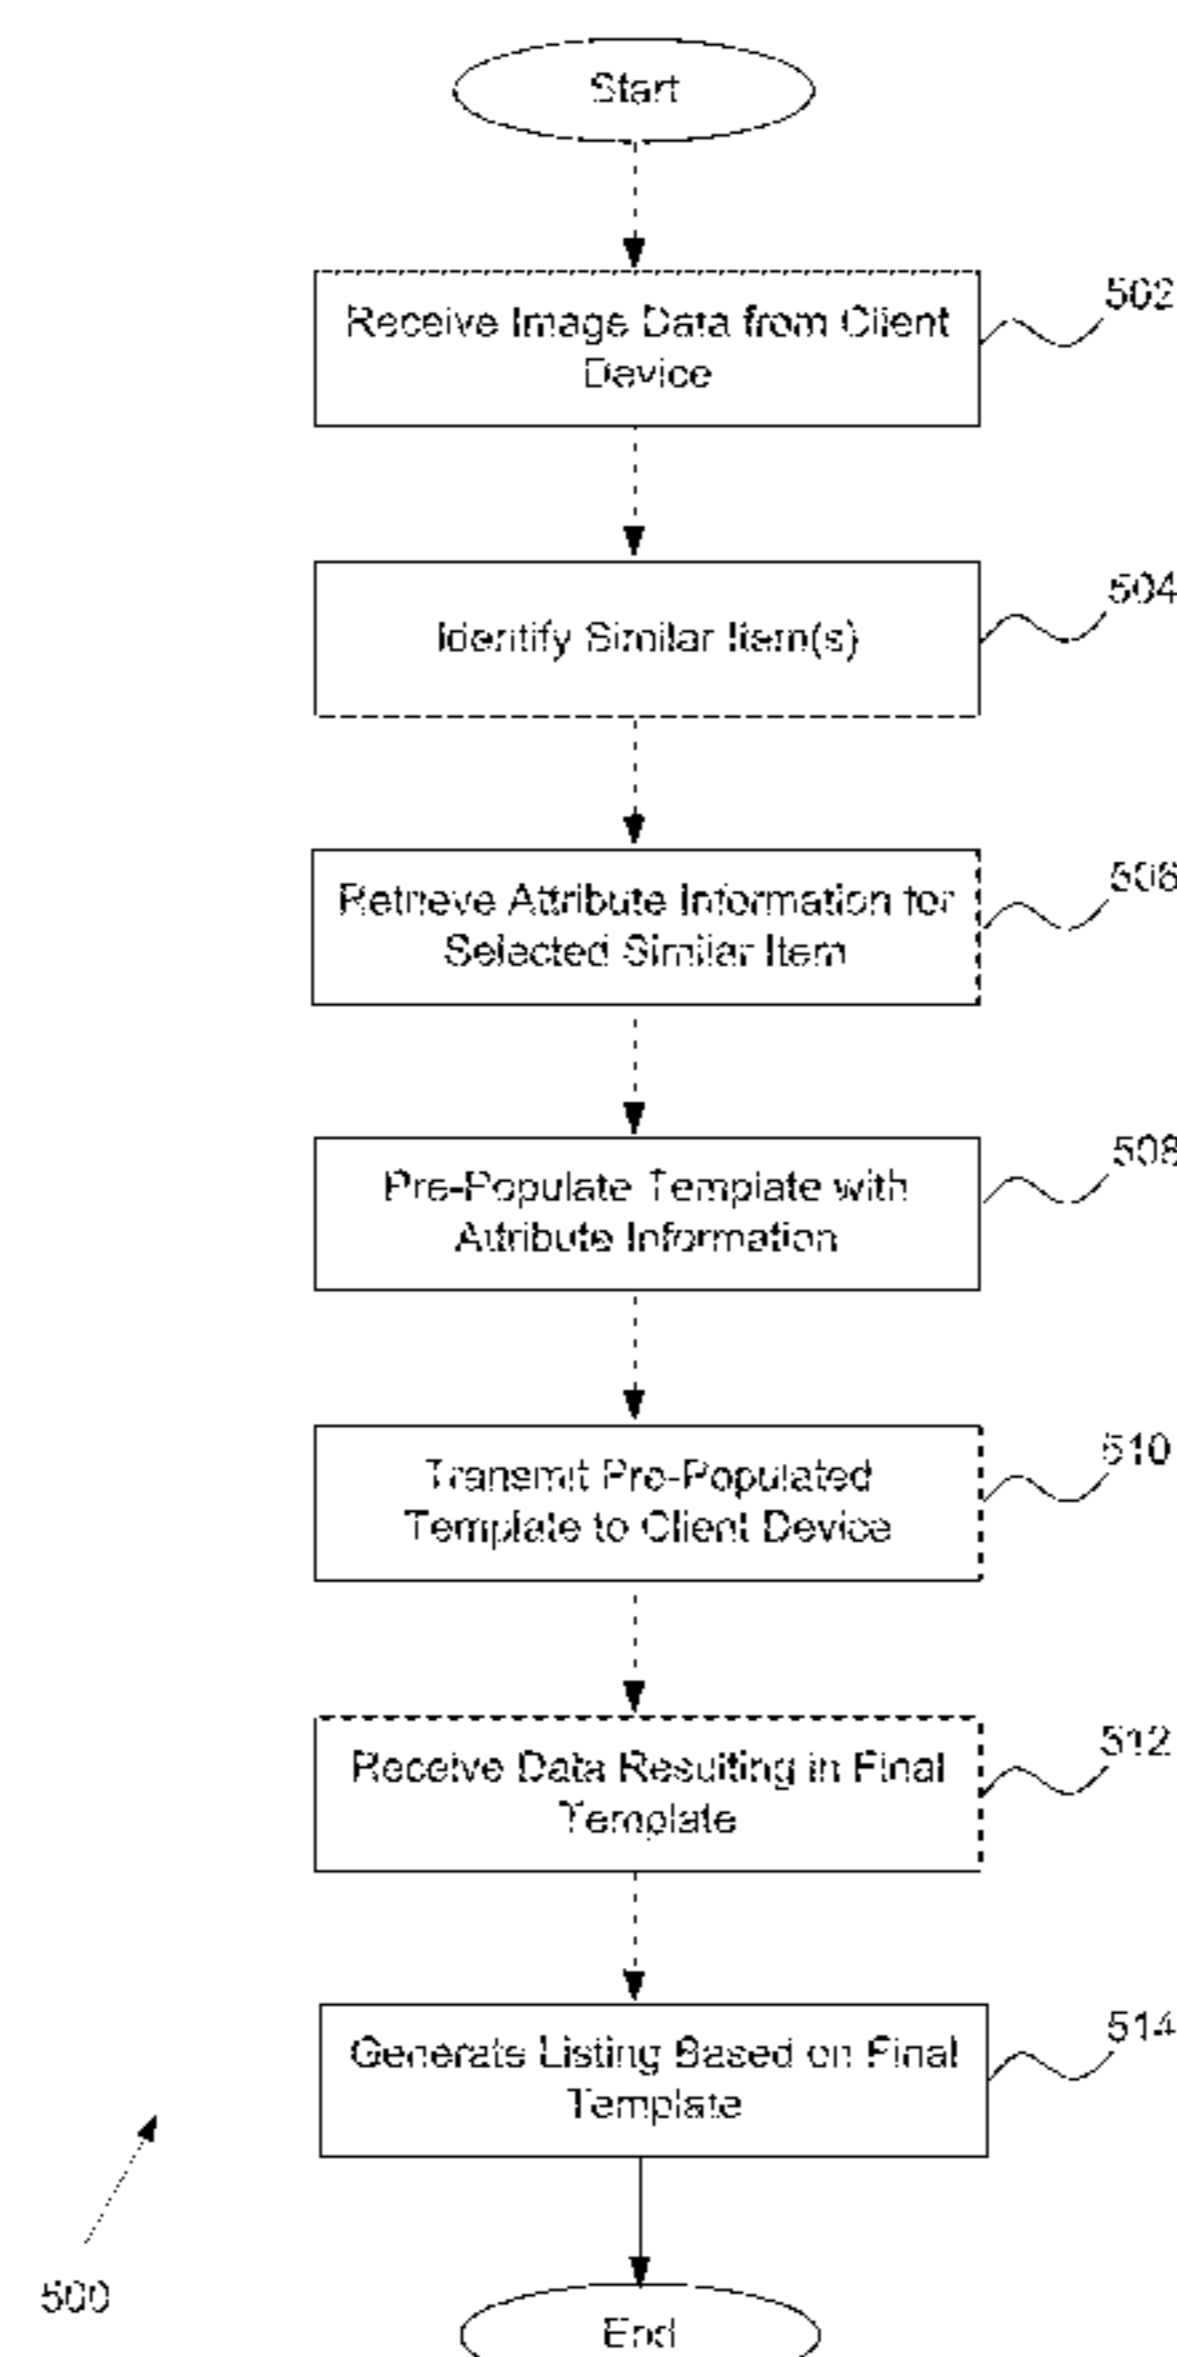 Start
Receive Image Data from Client
Device
502
Identify Similar Item(s)
504
Retrieve Attribute Information for
Selected Similar Item
506
Pre-Populate Template with
Attribute Information
508
Transmit Pre-Populated
Template to Client Device
510
Receive Data Resulting in Final
Template
512
Generate Listing Based on Final
Template
514
500
End